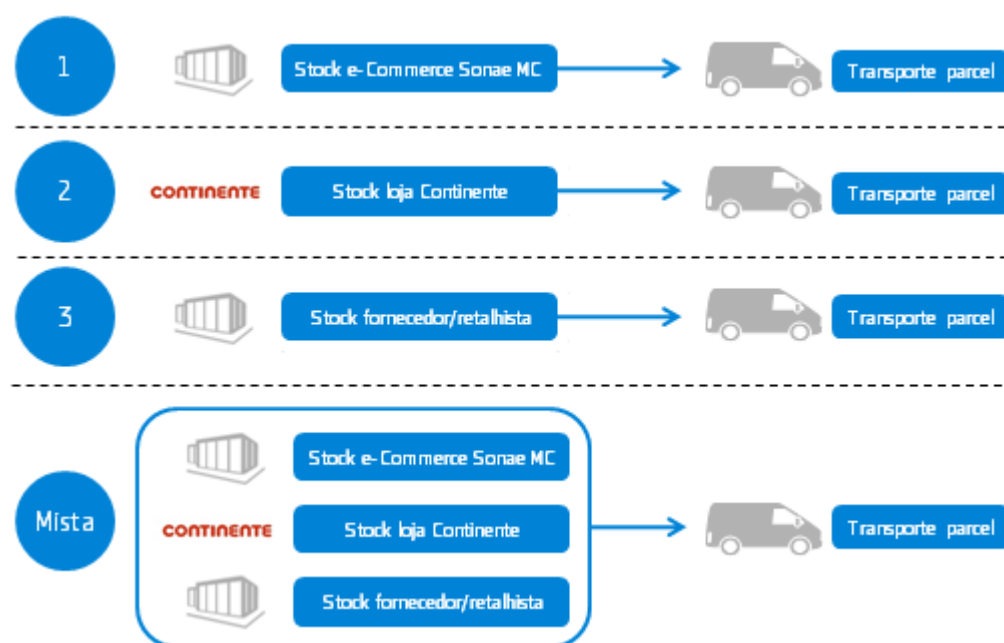 1
Stock e-Commerce Sonae MC
Transporte parcel
2
CONTINENTE
Stock loja Continente
Transporte parcel
3
Stock fornecedor/retalhista
Transporte parcel
Mista
Stock e-Commerce Sonae MC
CONTINENTE
Stock loja Continente
Stock fornecedor/retalhista
Transporte parcel